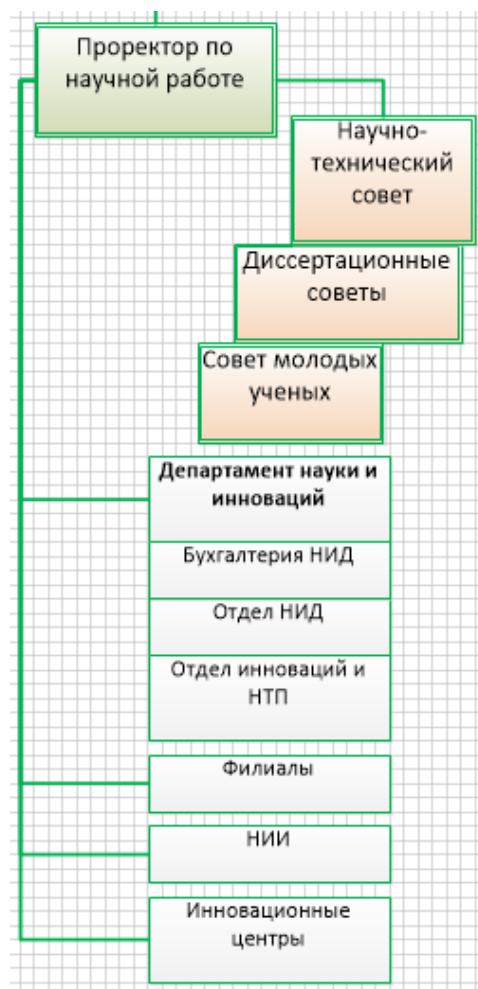 Проректор по
научной работе
Научно-
технический
совет
Диссертационные
советы
Совет молодых
ученых
Департамент науки и
инноваций
Бухгалтерия НИД
Отдел НИД
Отдел инноваций и
НТП
Филиалы
НИИ
Инновационные
центры